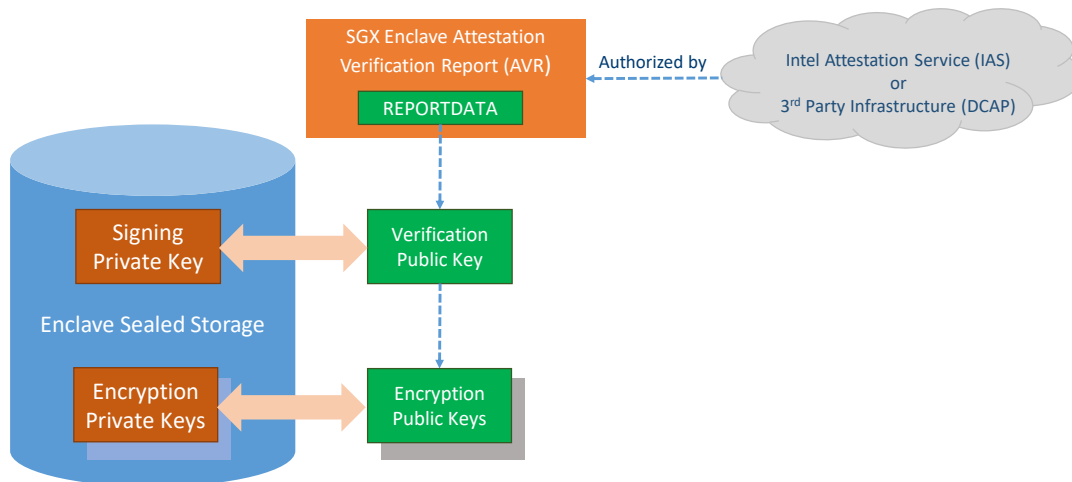 SGX Enclave Attestation
Verification Report (AVR)
REPORTDATA
Authorized by
Intel Attestation Service (IAS)
or
3rd Party Infrastructure (DCAP)
Signing
Private Key
Verification
Public Key
Enclave Sealed Storage
Encryption
Private Keys
Encryption
Public Keys